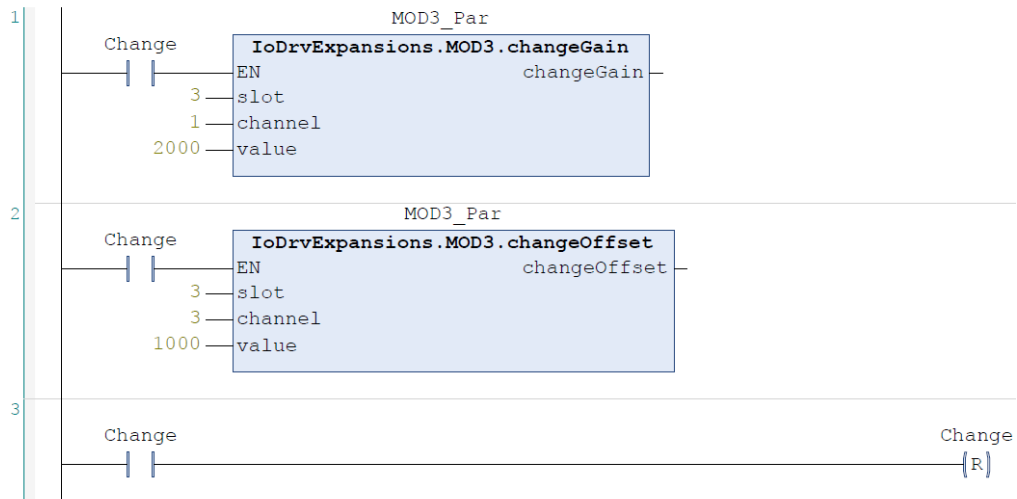 1
MOD3_Par
Change
IoDrvExpansions.MOD3.changeGain
EN changeGain
3 slot
1 channel
2000 value
2
MOD3_Par
Change
IoDrvExpansions.MOD3.changeOffset
EN changeOffset
3 slot
3 channel
1000 value
3
Change Change
R